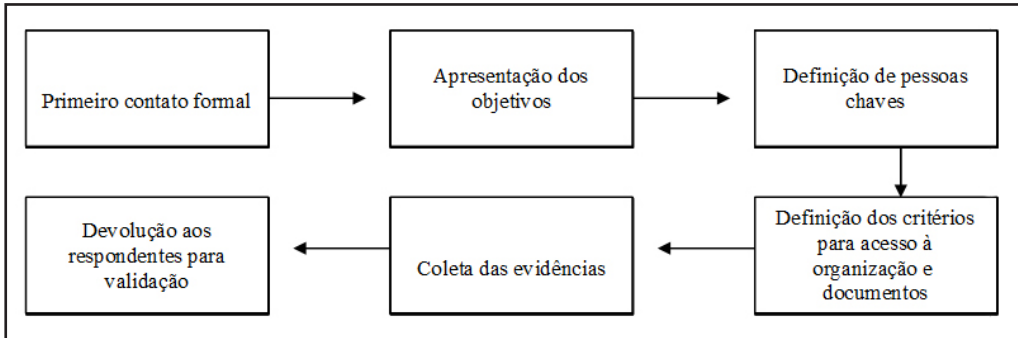 Primeiro contato formal
Apresentação dos
objetivos
Definição de pessoas
chaves
Definição dos critérios
para acesso à
organização e
documentos
Coleta das evidências
Devolução aos
respondentes para
validação